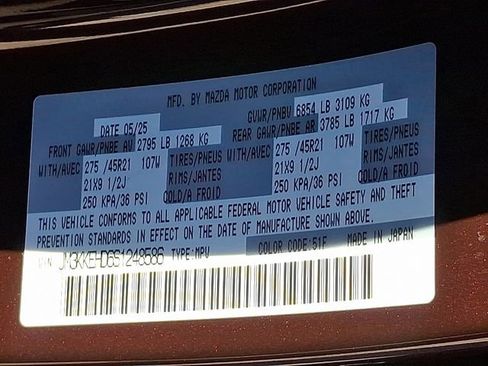 MFD. BY MAZDA MOTOR CORPORATION
DATE 05/25 GVWR/PNBV 6854 LB 3109 KG
FRONT GAWR/PNBE AV 2795 LB 1268 KG REAR GAWR/PNBE AR 3785 LB 1717 KG
WITH/AVEC 275 /45R21 107W TIRES/PNEUS WITH/AVEC 275 /45R21 107W TIRES/PNEUS
21X9 1/2J RIMS/JANTES 21X9 1/2J RIMS/JANTES
250 KPA/36 PSI COLD/A FROID 250 KPA/36 PSI COLD/A FROID
THIS VEHICLE CONFORMS TO ALL APPLICABLE FEDERAL MOTOR VEHICLE SAFETY AND THEFT
PREVENTION STANDARDS IN EFFECT ON THE DATE OF MANUFACTURE SHOWN ABOVE.
VIN JM3KKEHDG51248586 TYPE:MPV COLOR CODE:51F MADE IN JAPAN